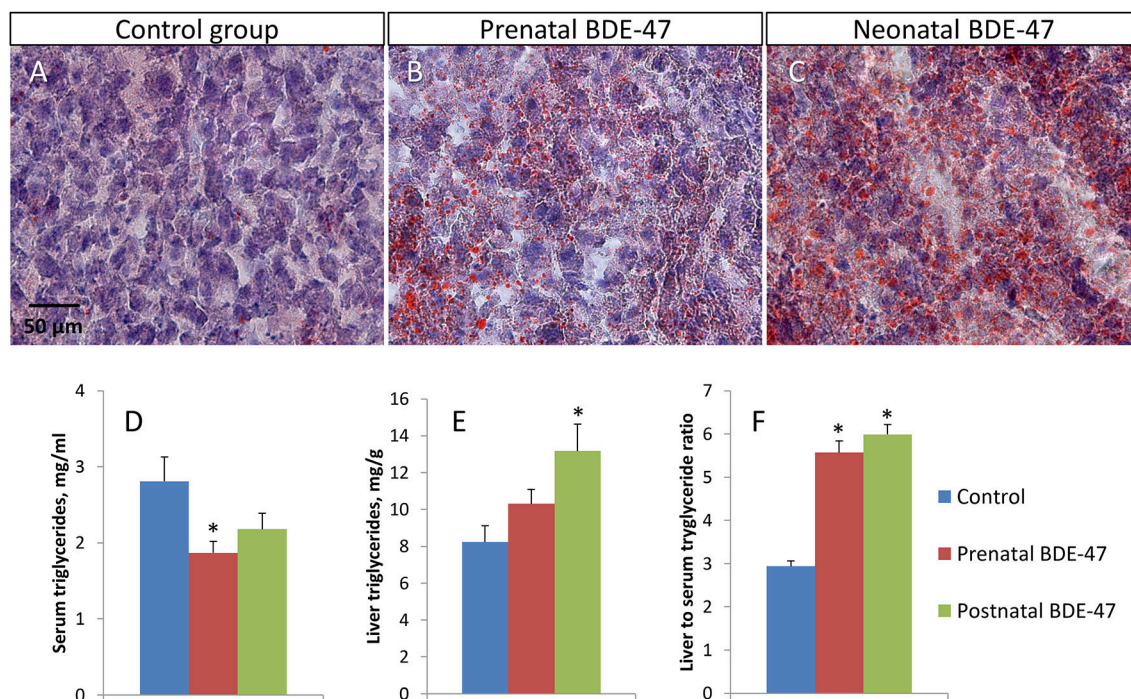 Control group
Prenatal BDE-47
Neonatal BDE-47
A
B
C
50 μm
D
Serum triglycerides, mg/ml
4
3
2
1
0
*
E
Liver triglycerides, mg/g
16
14
12
10
8
6
4
2
0
*
F
Liver to serum tryglyceride ratio
7
6
5
4
3
2
1
0
*
*
Control
Prenatal BDE-47
Postnatal BDE-47